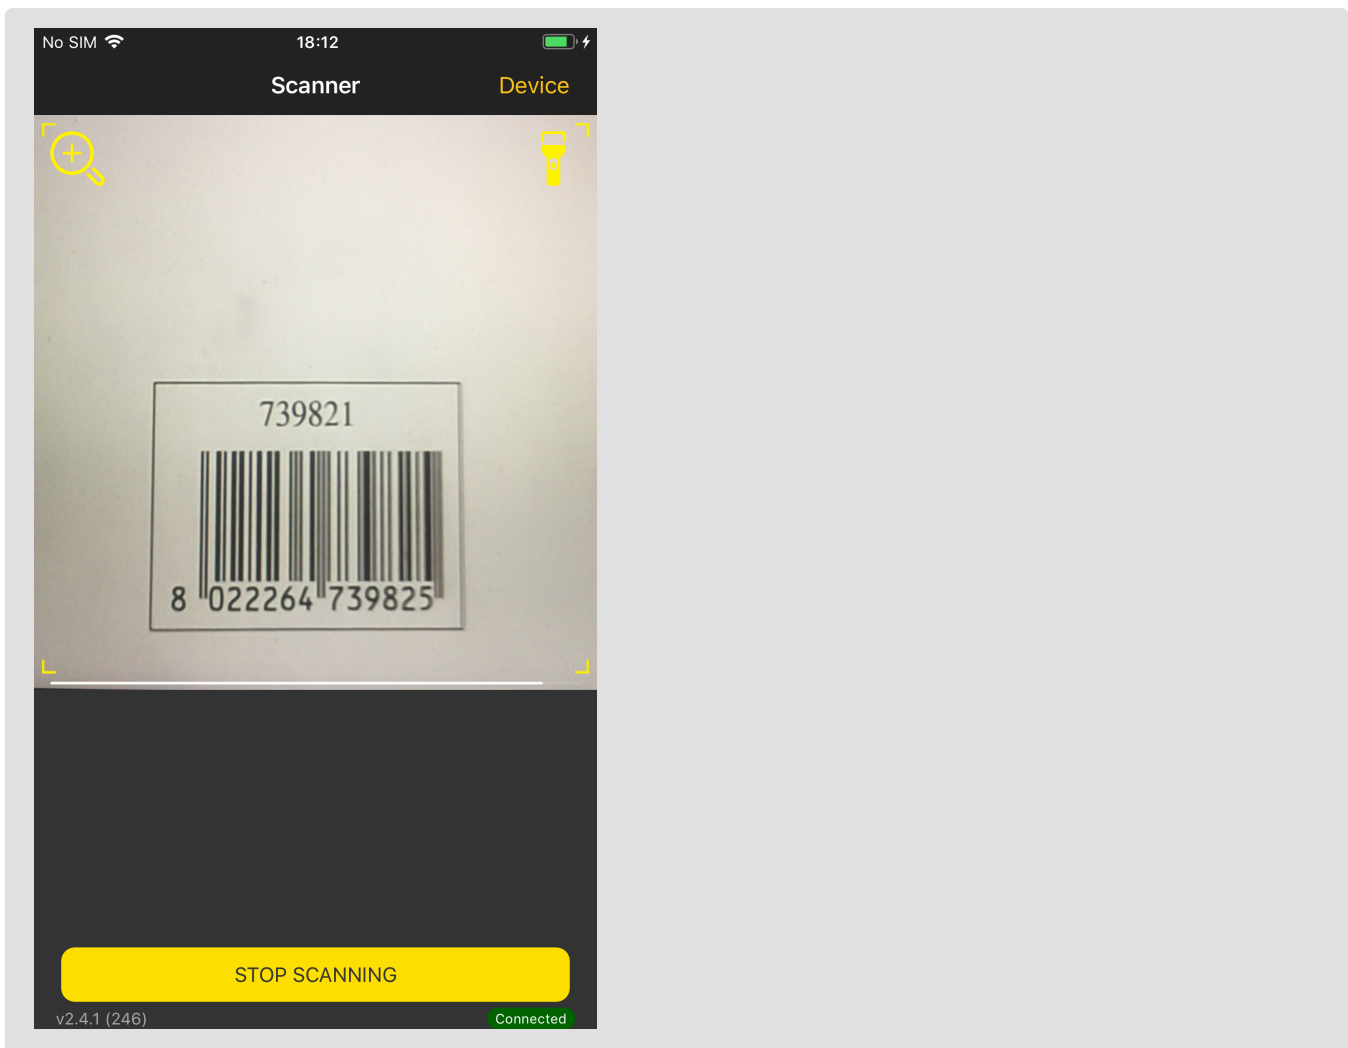 No SIM 18:12
Scanner Device
739821
8 022264 739825
STOP SCANNING
v2.4.1 (246) Connected